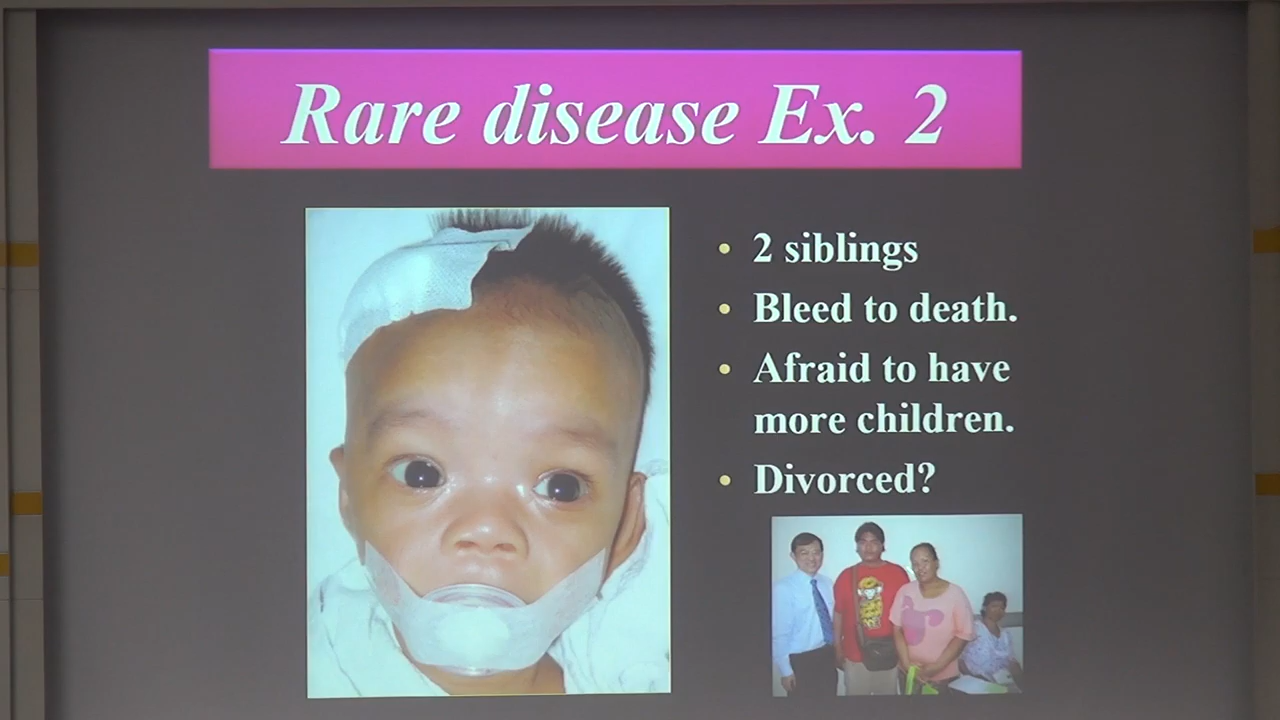 Rare disease Ex. 2
• 2 siblings
• Bleed to death.
• Afraid to have
more children.
• Divorced?